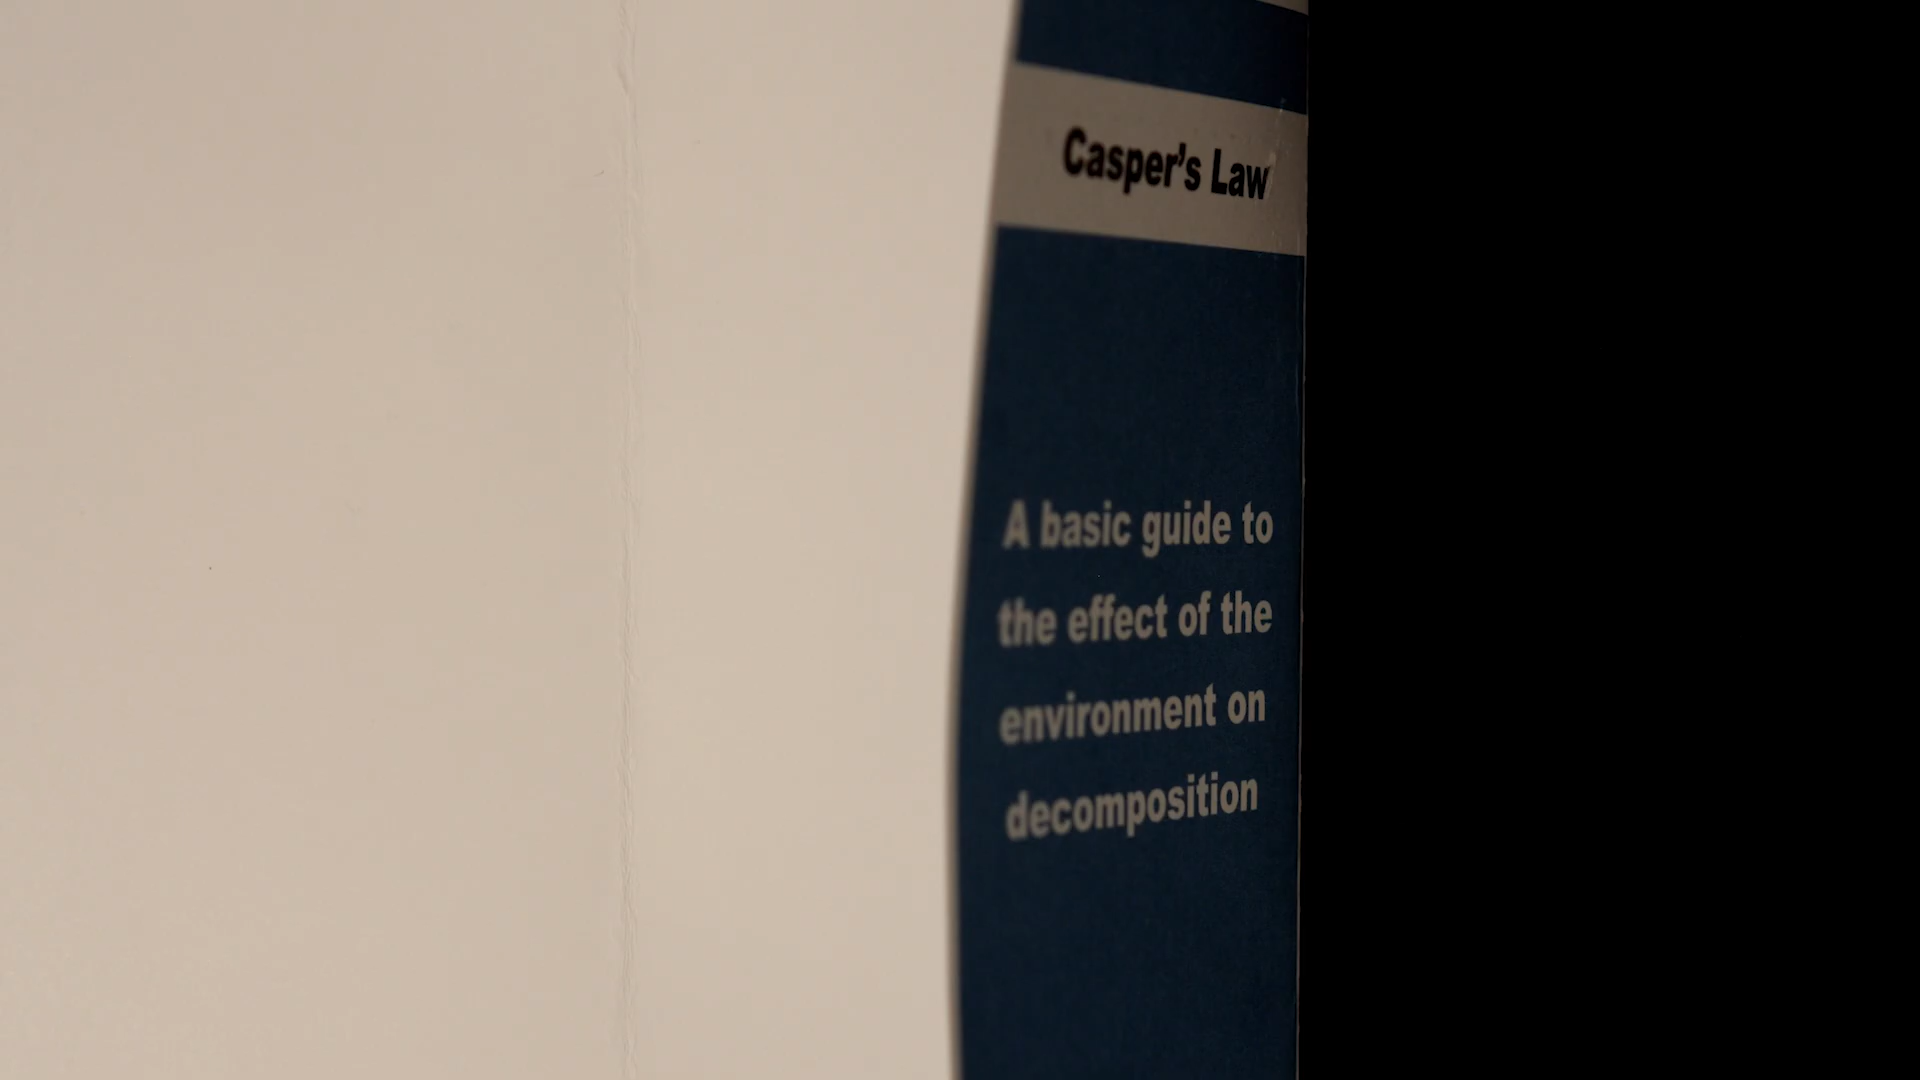 Casper's Law
A basic guide to
the effect of the
environment on
decomposition